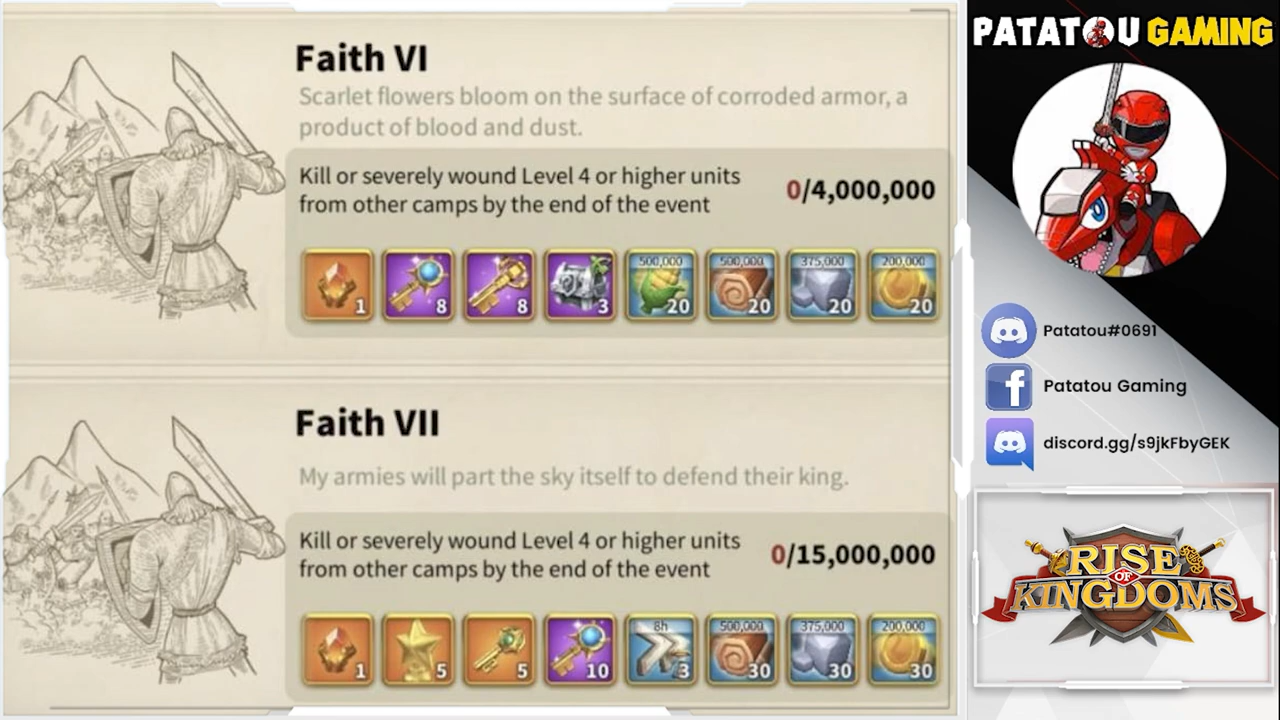 Faith VI
Scarlet flowers bloom on the surface of corroded armor, a
product of blood and dust.
Kill or severely wound Level 4 or higher units
from other camps by the end of the event
0/4,000,000
1
8
8
3
500,000
20
500,000
20
375,000
20
200,000
20
Faith VII
My armies will part the sky itself to defend their king.
Kill or severely wound Level 4 or higher units
from other camps by the end of the event
0/15,000,000
1
5
5
10
8h
3
500,000
30
375,000
30
200,000
30
PATATOU GAMING
Patatou#0691
Patatou Gaming
discord.gg/s9jkFbyGEK
RISE
OF
KINGDOMS